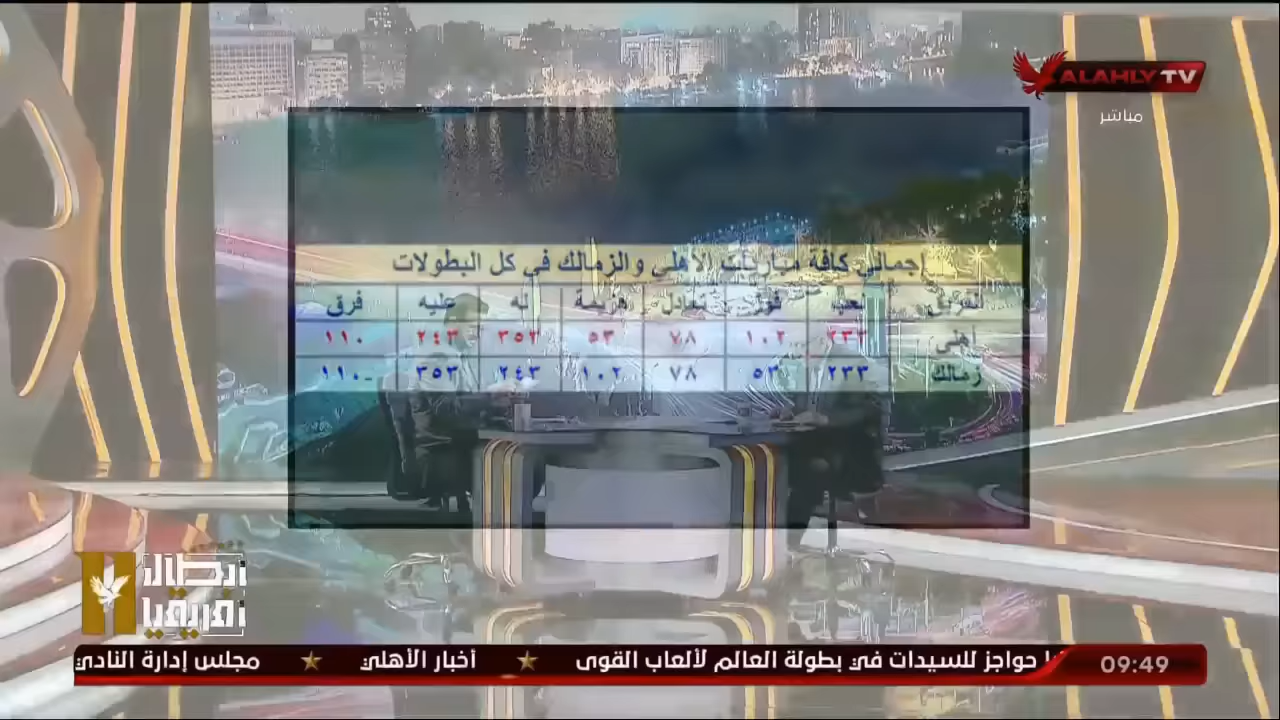 ALAHLY TV
مباشر
إجمالي كافة مباريات الأهلي والزمالك في كل البطولات
الفريق لعب فوز تعادل هزيمة له عليه فرق
أهلي ٢٣٣ ١٠٢ ٧٨ ٥٣ ٣٥٣ ٢٤٣ ١١٠
زمالك ٢٣٣ ٥٣ ٧٨ ١٠٢ ٢٤٣ ٣٥٣ -١١٠
أبطال
أفريقيا
حواجز للسيدات في بطولة العالم لألعاب القوى ★ أخبار الأهلي ★ مجلس إدارة النادي
09:49